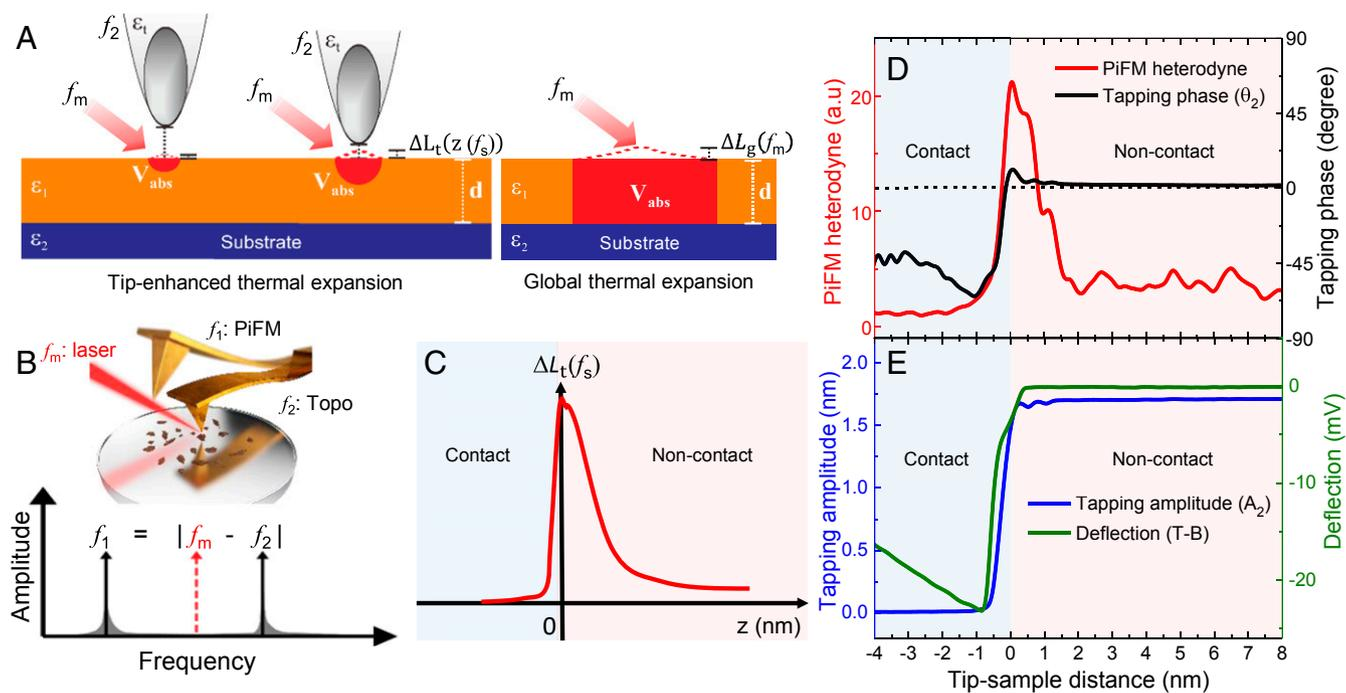 A
f2
εt
fm
Vabs
f2
εt
fm
Vabs
ΔLt(z (fs))
ε1
d
ε2
Substrate
Tip-enhanced thermal expansion
fm
ΔLg(fm)
ε1
Vabs
d
ε2
Substrate
Global thermal expansion
B
fm: laser
f1: PiFM
f2: Topo
Amplitude
f1 = |fm - f2|
Frequency
C
ΔLt(fs)
Contact
Non-contact
0
z (nm)
D
PiFM heterodyne
Tapping phase (θ2)
Contact
Non-contact
PiFM heterodyne (a.u)
20
10
0
Tapping phase (degree)
90
45
0
-45
-90
E
Contact
Non-contact
Tapping amplitude (A2)
Deflection (T-B)
Tapping amplitude (nm)
2.0
1.5
1.0
0.5
0.0
Deflection (mV)
0
-10
-20
-4 -3 -2 -1 0 1 2 3 4 5 6 7 8
Tip-sample distance (nm)